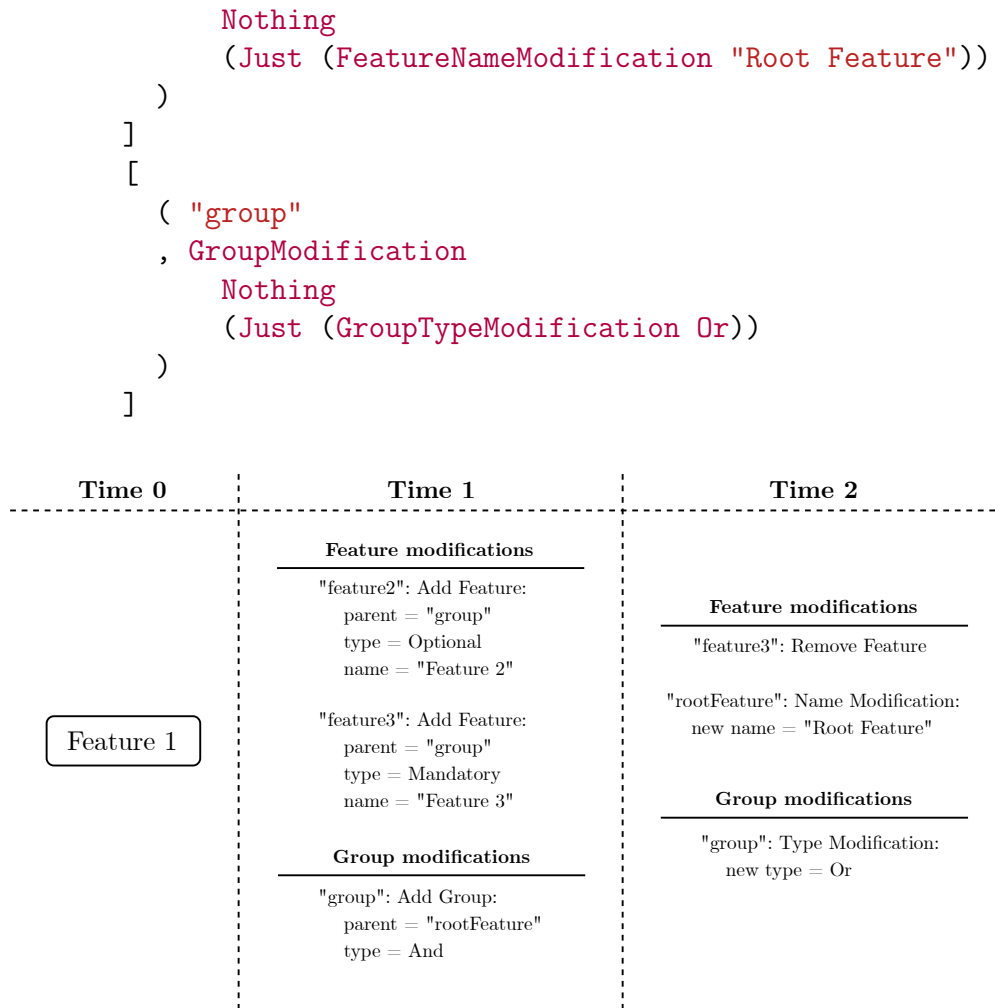 Nothing
(Just (FeatureNameModification "Root Feature"))
)
]
[
( "group"
, GroupModification
Nothing
(Just (GroupTypeModification Or))
)
]
Time 0
Feature 1
Time 1
Feature modifications
"feature2": Add Feature:
parent = "group"
type = Optional
name = "Feature 2"
"feature3": Add Feature:
parent = "group"
type = Mandatory
name = "Feature 3"
Group modifications
"group": Add Group:
parent = "rootFeature"
type = And
Time 2
Feature modifications
"feature3": Remove Feature
"rootFeature": Name Modification:
new name = "Root Feature"
Group modifications
"group": Type Modification:
new type = Or